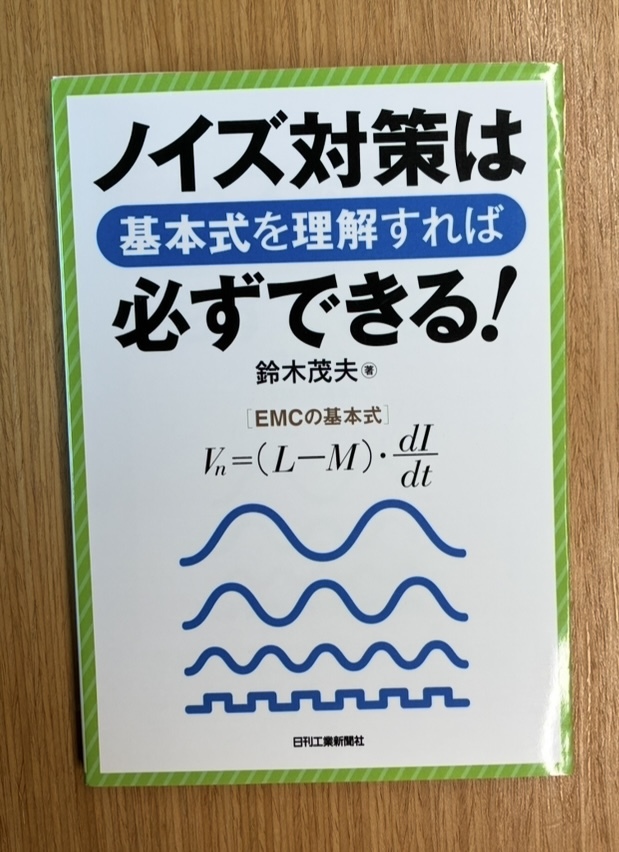 ノイズ対策は
基本式を理解すれば
必ずできる!
鈴木茂夫 著
[EMCの基本式]
Vn=(L−M)・dI/dt
日刊工業新聞社